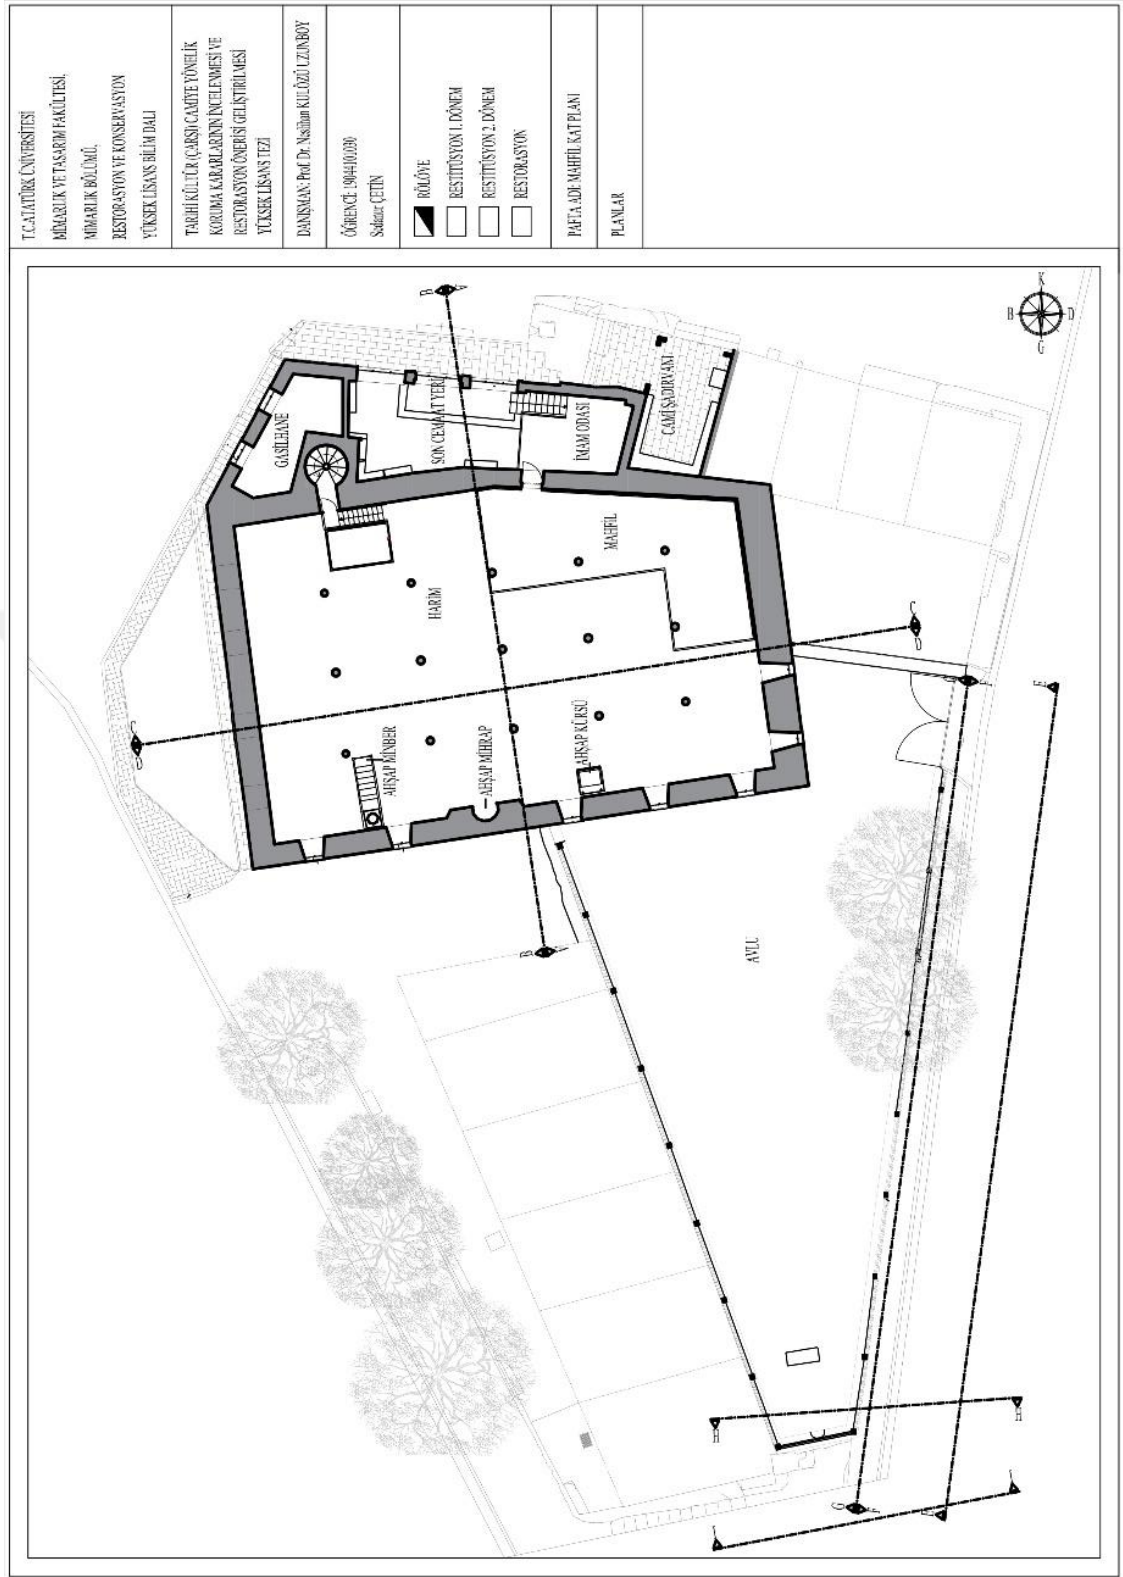 T.C.ATATÜRK ÜNİVERSİTESİ
MİMARLIK VE TASARIM FAKÜLTESİ,
MİMARLIK BÖLÜMÜ,
RESTORASYON VE KONSERVASYON
YÜKSEK LİSANS BİLİM DALI
TARİHİ KÜLTÜR (ÇARŞI) CAMİYE YÖNELİK
KORUMA KARARLARININ İNCELENMESİ VE
RESTORASYON ÖNERİSİ GELİŞTİRİLMESİ
YÜKSEK LİSANS TEZİ
DANIŞMAN: Prof. Dr. Neslihan KULÖZÜ UZUNBOY
ÖĞRENCİ:
ÇETİN
RÖLÖVE
RESTİTÜSYON 1. DÖNEM
RESTİTÜSYON 2. DÖNEM
RESTORASYON
PAFTA ADI: MAHFİL KAT PLANI
PLANLAR
GASİLHANE
SON CEMAAT YERİ
İMAM ODASI
CAMİ ŞADIRVANI
HARİM
MAHFİL
AHŞAP MİNBER
AHŞAP MİHRAP
AHŞAP KÜRSÜ
AVLU
K
B
D
G
B
B
C
D
C
D
E
G
F
H
H